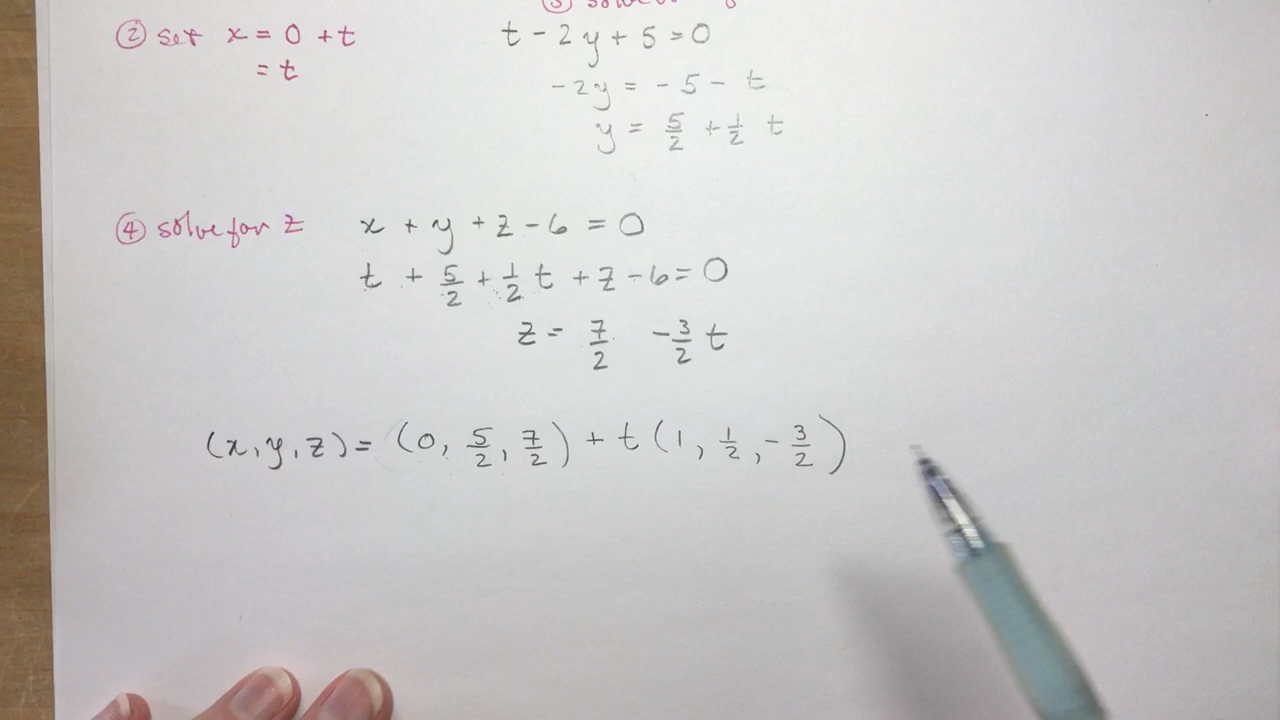 ② set x = 0 + t
= t
t - 2y + 5 = 0
-2y = -5 - t
y = 5/2 + 1/2 t
④ solve for z x + y + z - 6 = 0
t + 5/2 + 1/2 t + z - 6 = 0
z = 7/2 - 3/2 t
(x, y, z) = (0, 5/2, 7/2) + t (1, 1/2, -3/2)